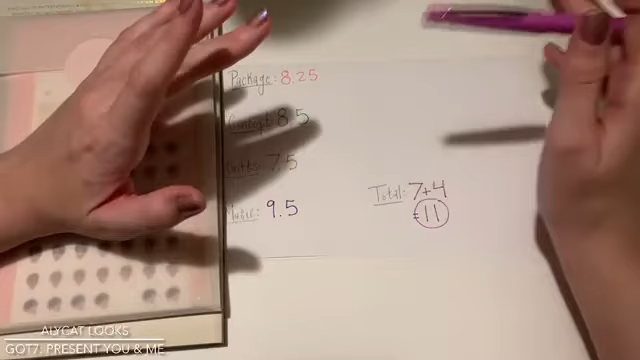 Package: 8.25
Concept: 8.5
7.5
Music: 9.5
Total: 7+4
= 11
ALYCAT LOOKS
GOT7: PRESENT YOU & ME